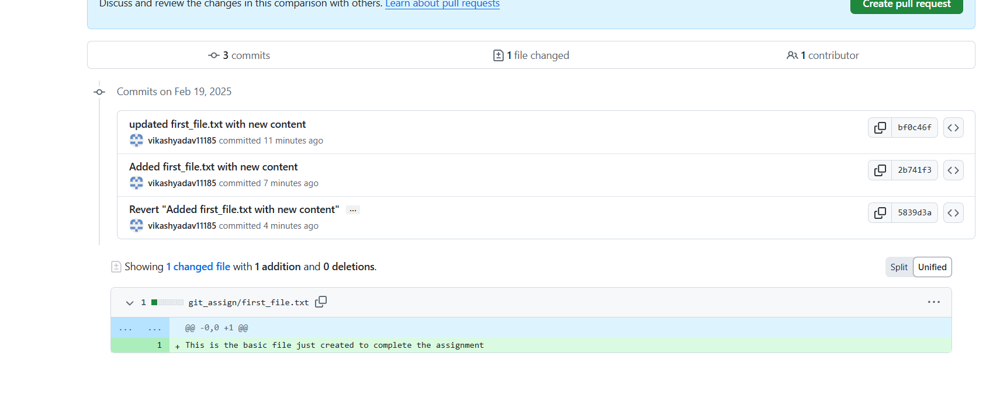 Discuss and review the changes in this comparison with others. Learn about pull requests
Create pull request
3 commits
1 file changed
1 contributor
Commits on Feb 19, 2025
updated first_file.txt with new content
vikashyadav11185 committed 11 minutes ago
bf0c46f
Added first_file.txt with new content
vikashyadav11185 committed 7 minutes ago
2b741f3
Revert "Added first_file.txt with new content" ...
vikashyadav11185 committed 4 minutes ago
5839d3a
Showing 1 changed file with 1 addition and 0 deletions.
Split Unified
1 git_assign/first_file.txt
... ... @@ -0,0 +1 @@
1 + This is the basic file just created to complete the assignment